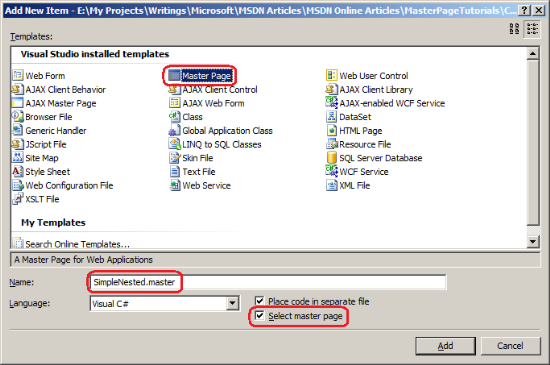 Add New Item - E:\My Projects\Writings\Microsoft\MSDN Articles\MSDN Online Articles\MasterPageTutorials\C...
Templates:
Visual Studio installed templates
Web Form
Master Page
Web User Control
AJAX Client Behavior
AJAX Client Control
AJAX Client Library
AJAX Master Page
AJAX Web Form
AJAX-enabled WCF Service
Browser File
Class
DataSet
Generic Handler
Global Application Class
HTML Page
JScript File
LINQ to SQL Classes
Resource File
Site Map
Skin File
SQL Server Database
Style Sheet
Text File
WCF Service
Web Configuration File
Web Service
XML File
XSLT File
My Templates
Search Online Templates...
A Master Page for Web Applications
Name:
SimpleNested.master
Language:
Visual C#
Place code in separate file
Select master page
Add
Cancel